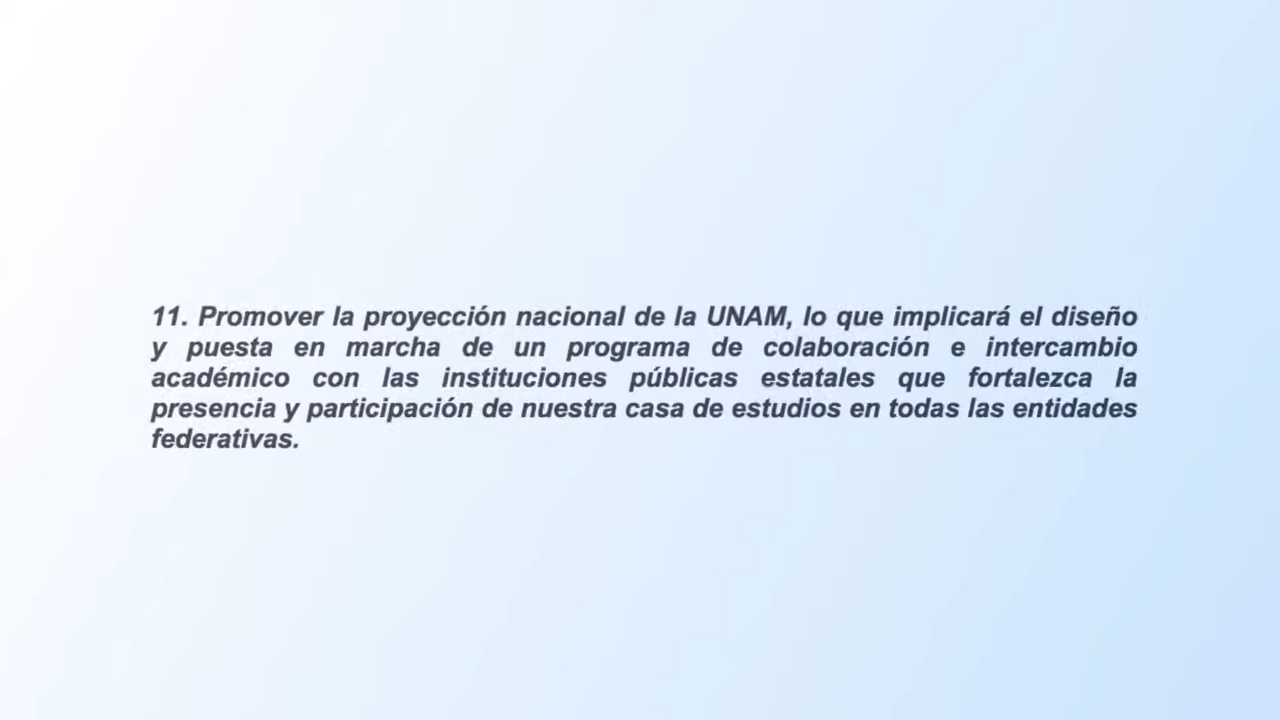 11. Promover la proyección nacional de la UNAM, lo que implicará el diseño
y puesta en marcha de un programa de colaboración e intercambio
académico con las instituciones públicas estatales que fortalezca la
presencia y participación de nuestra casa de estudios en todas las entidades
federativas.